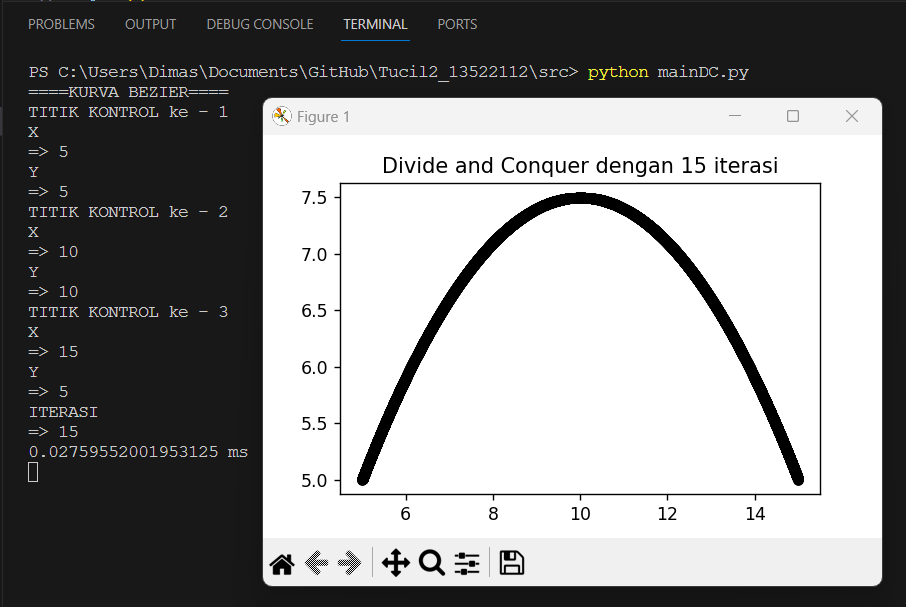 PROBLEMS OUTPUT DEBUG CONSOLE TERMINAL PORTS
PS C:\Users\Dimas\Documents\GitHub\Tucil2_13522112\src> python mainDC.py
====KURVA BEZIER====
TITIK KONTROL ke - 1
X
=> 5
Y
=> 5
TITIK KONTROL ke - 2
X
=> 10
Y
=> 10
TITIK KONTROL ke - 3
X
=> 15
Y
=> 5
ITERASI
=> 15
0.02759552001953125 ms
Figure 1
Divide and Conquer dengan 15 iterasi
7.5
7.0
6.5
6.0
5.5
5.0
6 8 10 12 14